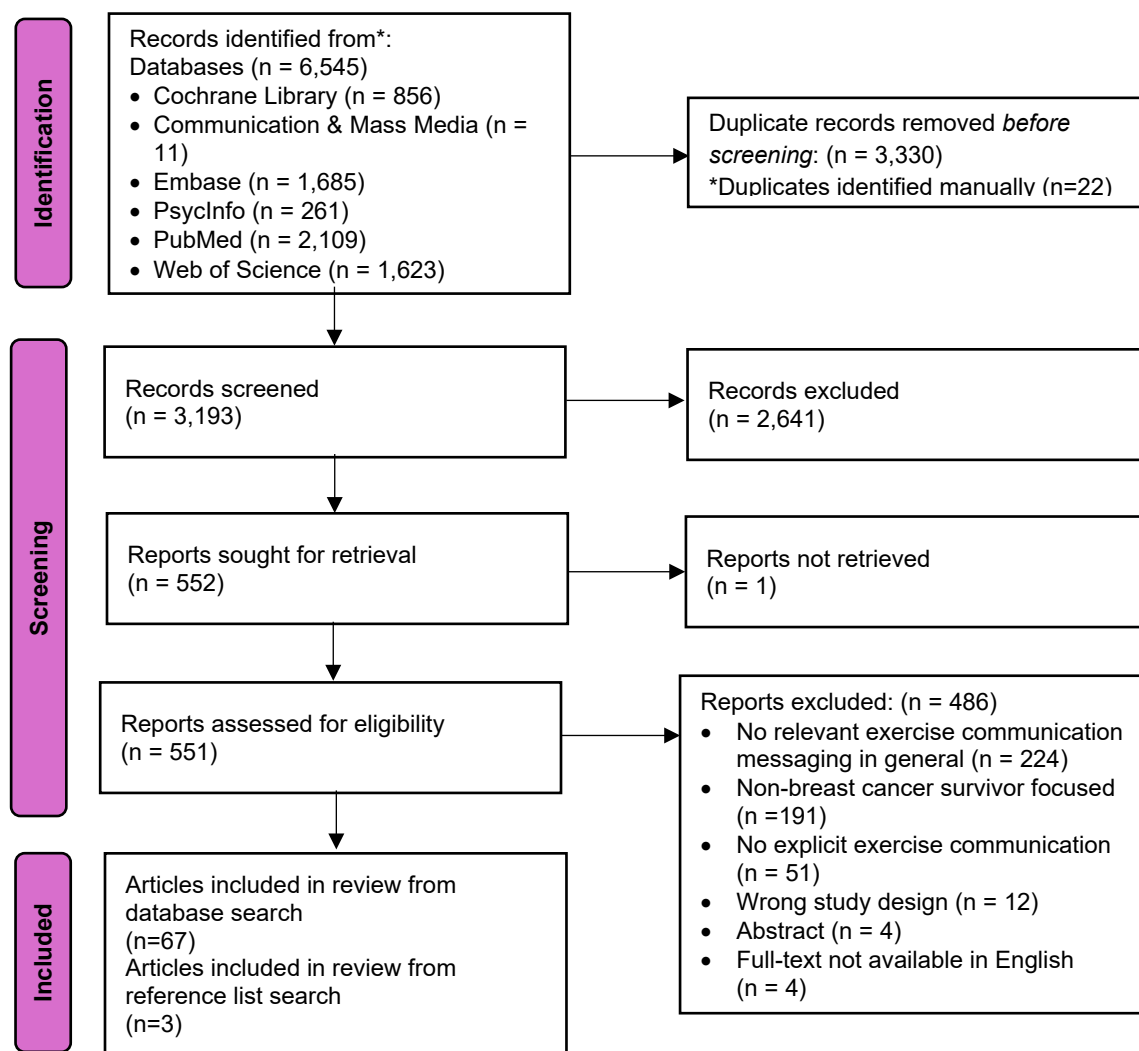 Identification
Records identified from*:
Databases (n = 6,545)
• Cochrane Library (n = 856)
• Communication & Mass Media (n =
11)
• Embase (n = 1,685)
• PsycInfo (n = 261)
• PubMed (n = 2,109)
• Web of Science (n = 1,623)
Duplicate records removed before
screening: (n = 3,330)
*Duplicates identified manually (n=22)
Screening
Records screened
(n = 3,193)
Records excluded
(n = 2,641)
Reports sought for retrieval
(n = 552)
Reports not retrieved
(n = 1)
Reports assessed for eligibility
(n = 551)
Reports excluded: (n = 486)
• No relevant exercise communication
messaging in general (n = 224)
• Non-breast cancer survivor focused
(n =191)
• No explicit exercise communication
(n = 51)
• Wrong study design (n = 12)
• Abstract (n = 4)
• Full-text not available in English
(n = 4)
Included
Articles included in review from
database search
(n=67)
Articles included in review from
reference list search
(n=3)